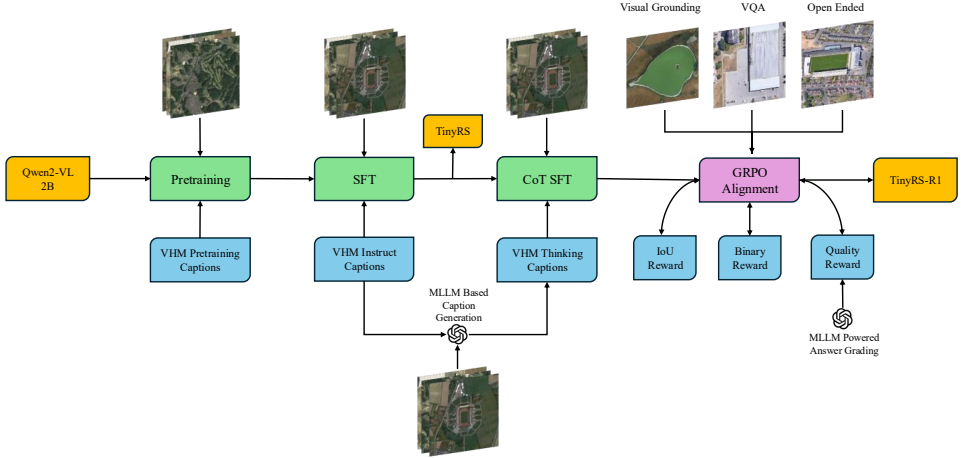 Visual Grounding
VQA
Open Ended
TinyRS
Qwen2-VL
2B
Pretraining
SFT
CoT SFT
GRPO
Alignment
TinyRS-R1
VHM Pretraining
Captions
VHM Instruct
Captions
VHM Thinking
Captions
IoU
Reward
Binary
Reward
Quality
Reward
MLLM Based
Caption
Generation
MLLM Powered
Answer Grading